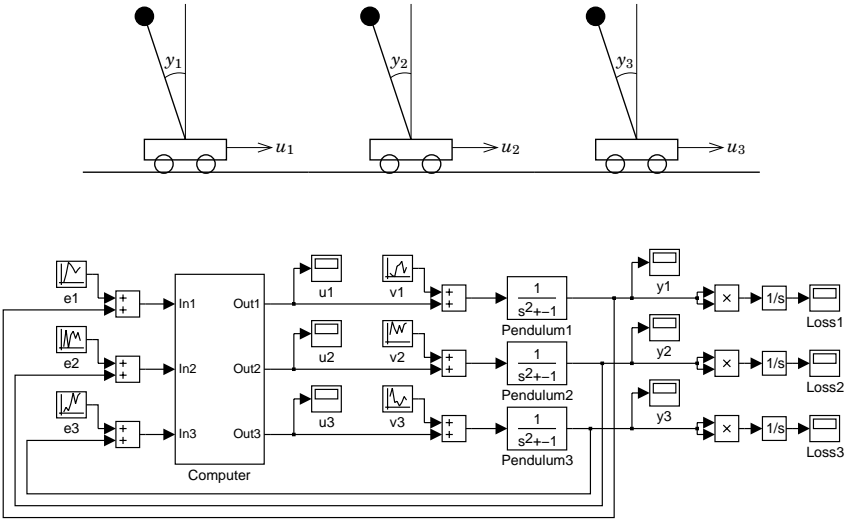 y1 y2 y3
u1 u2 u3
e1 + + In1 Out1 u1 v1 + + 1 s2+-1 Pendulum1 y1 × 1/s Loss1
e2 + + In2 Out2 u2 v2 + + 1 s2+-1 Pendulum2 y2 × 1/s Loss2
e3 + + In3 Out3 u3 v3 + + 1 s2+-1 Pendulum3 y3 × 1/s Loss3
Computer